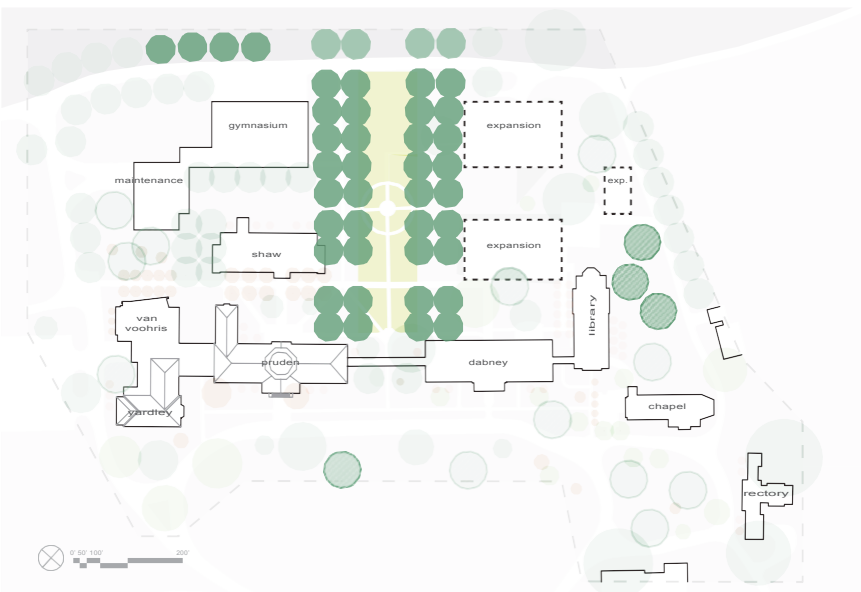 gymnasium
expansion
maintenance
exp.
shaw
expansion
van
voohris
library
pruden
dabney
yardley
chapel
rectory
0' 50' 100' 200'